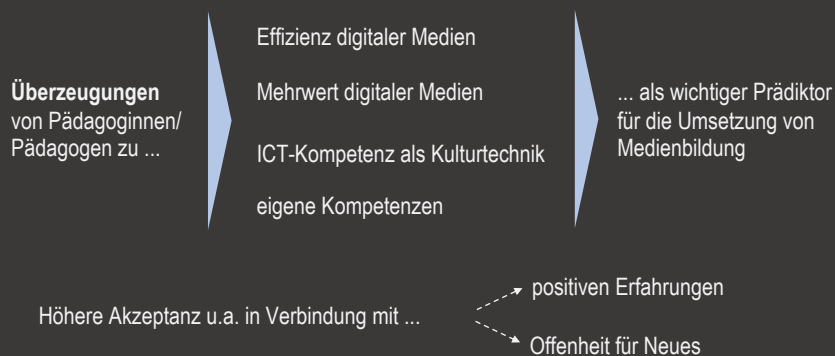 Überzeugungen
von Pädagoginnen/
Pädagogen zu ...
Effizienz digitaler Medien
Mehrwert digitaler Medien
ICT-Kompetenz als Kulturtechnik
eigene Kompetenzen
... als wichtiger Prädiktor
für die Umsetzung von
Medienbildung
Höhere Akzeptanz u.a. in Verbindung mit ...
positiven Erfahrungen
Offenheit für Neues